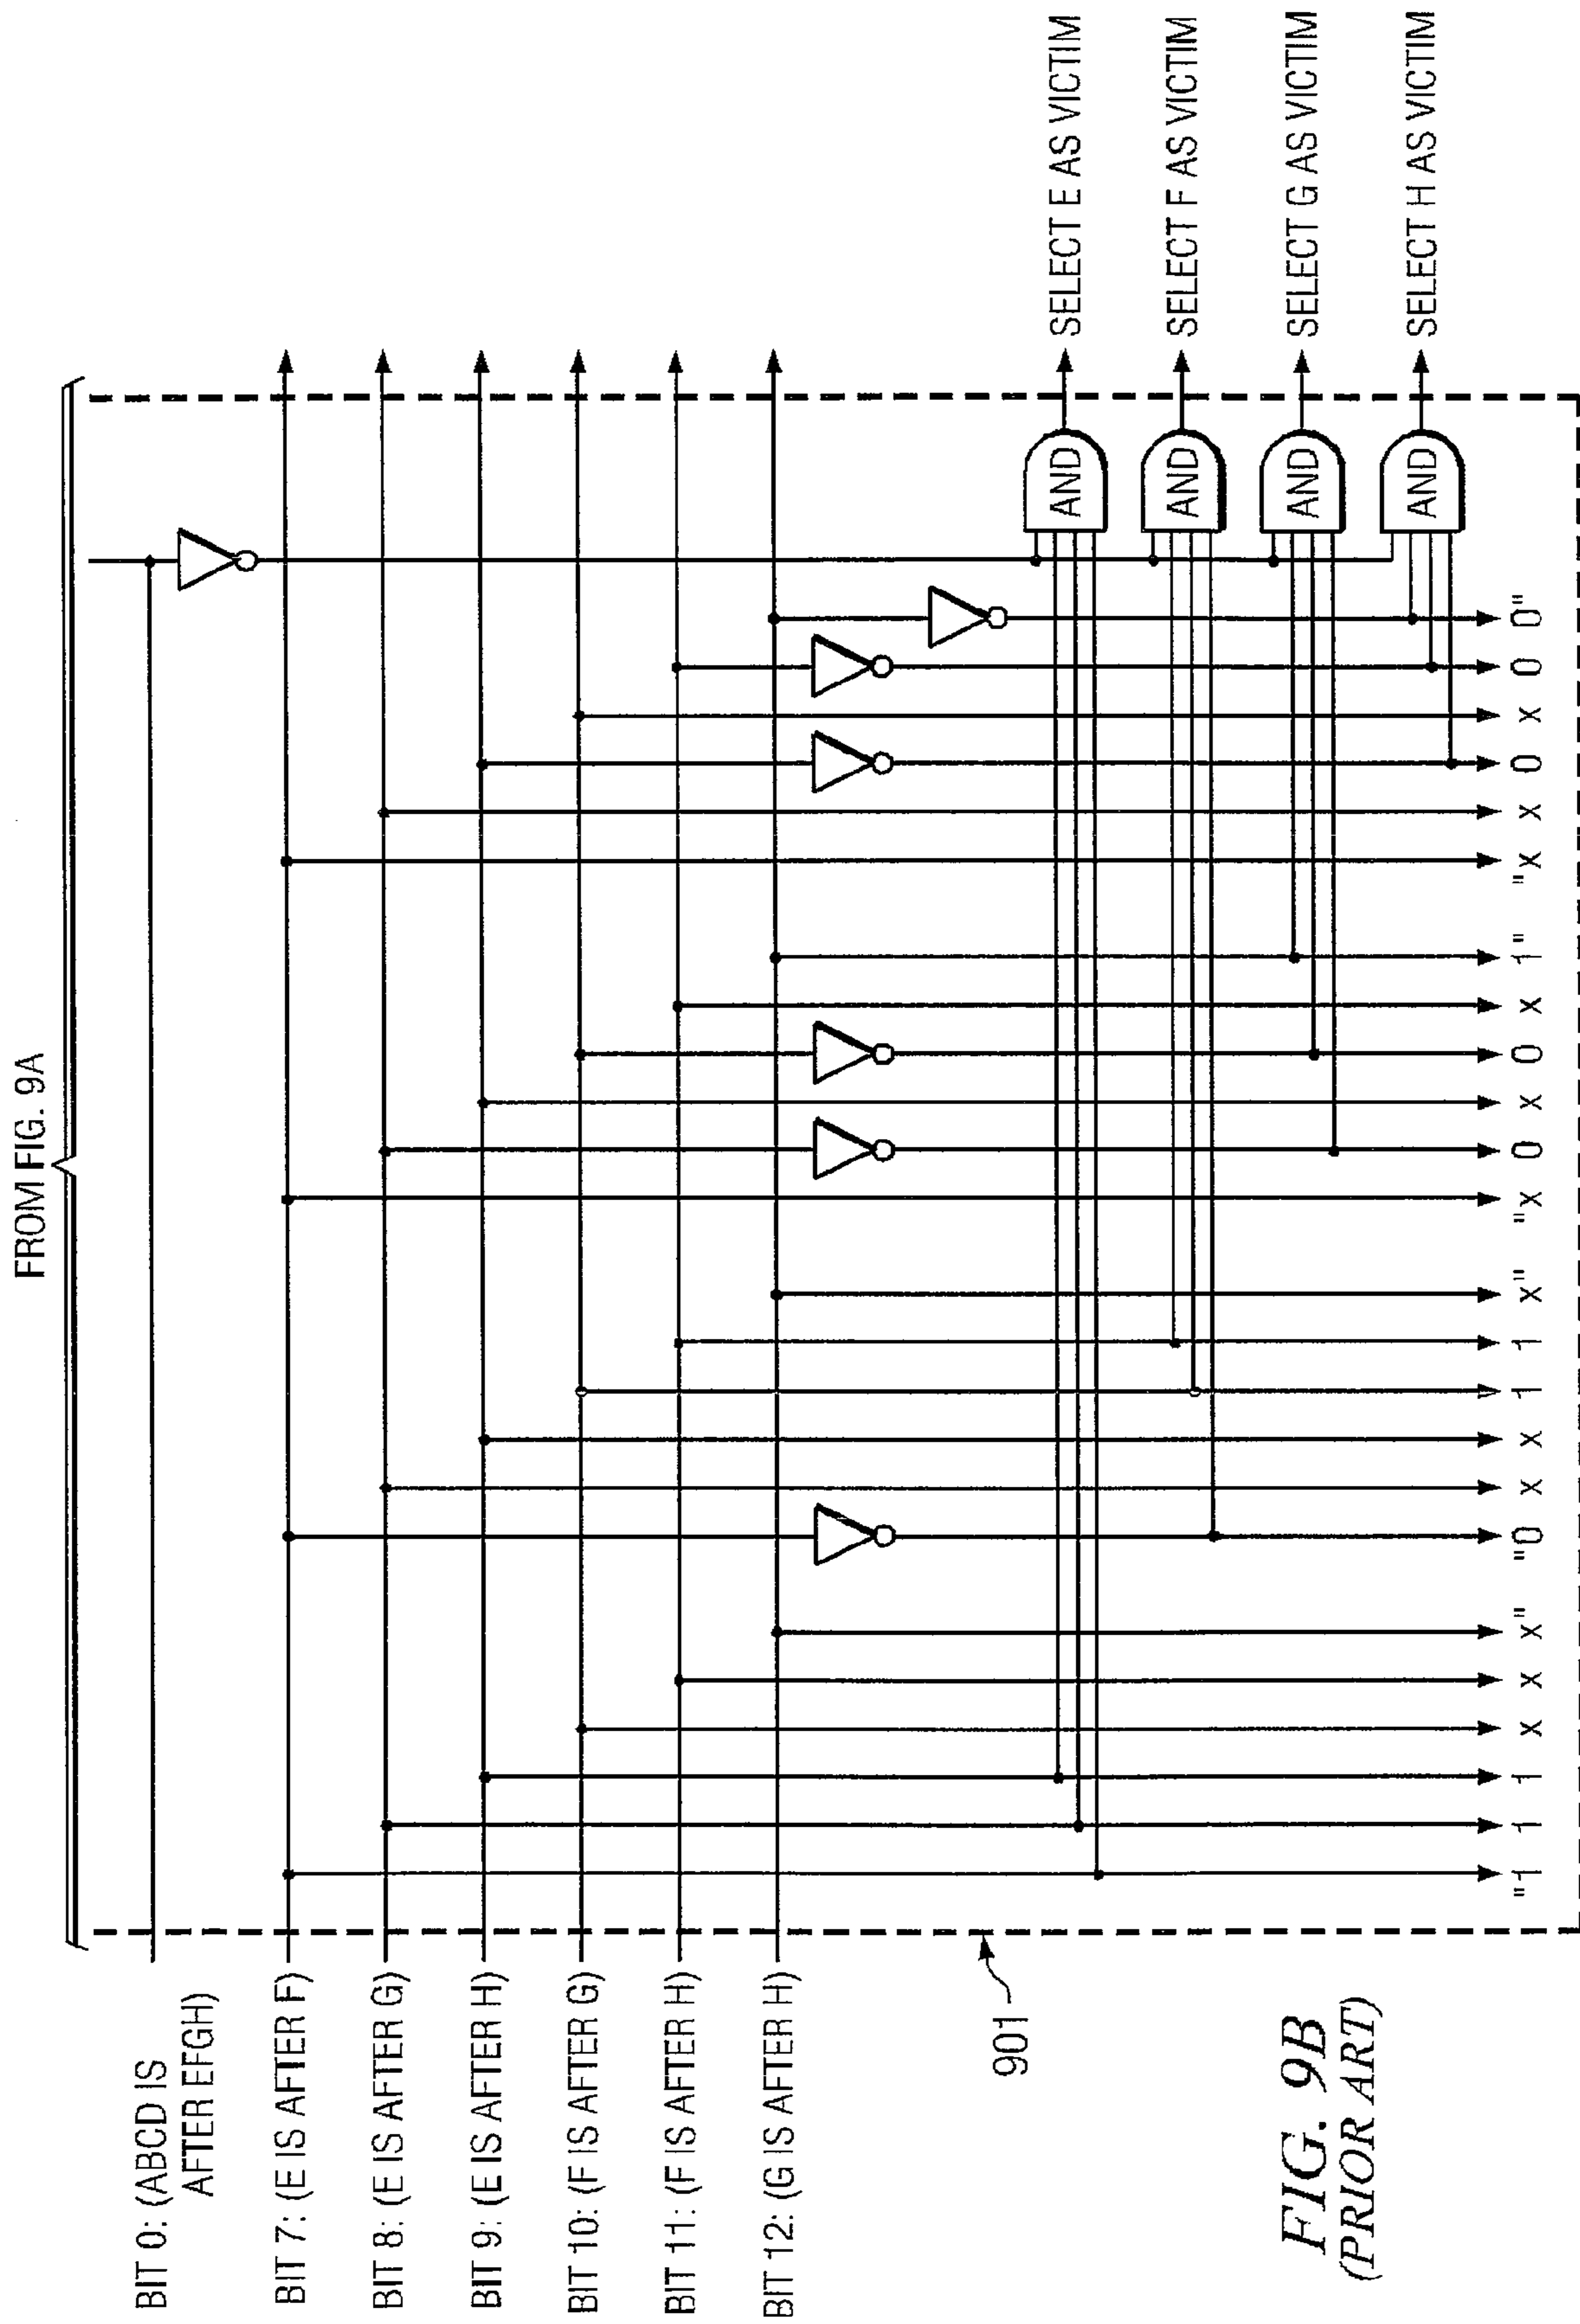 FROM FIG. 9A
BIT 0: (ABCD IS
AFTER EFGH)
BIT 7: (E IS AFTER F)
BIT 8: (E IS AFTER G)
BIT 9: (E IS AFTER H)
BIT 10: (F IS AFTER G)
BIT 11: (F IS AFTER H)
BIT 12: (G IS AFTER H)
901
AND
SELECT E AS VICTIM
AND
SELECT F AS VICTIM
AND
SELECT G AS VICTIM
AND
SELECT H AS VICTIM
"1 1 1 X X X" "0 X X 1 1 X" "X 0 X 0 X 1" "X X 0 X 0 0"
FIG. 9B
(PRIOR ART)